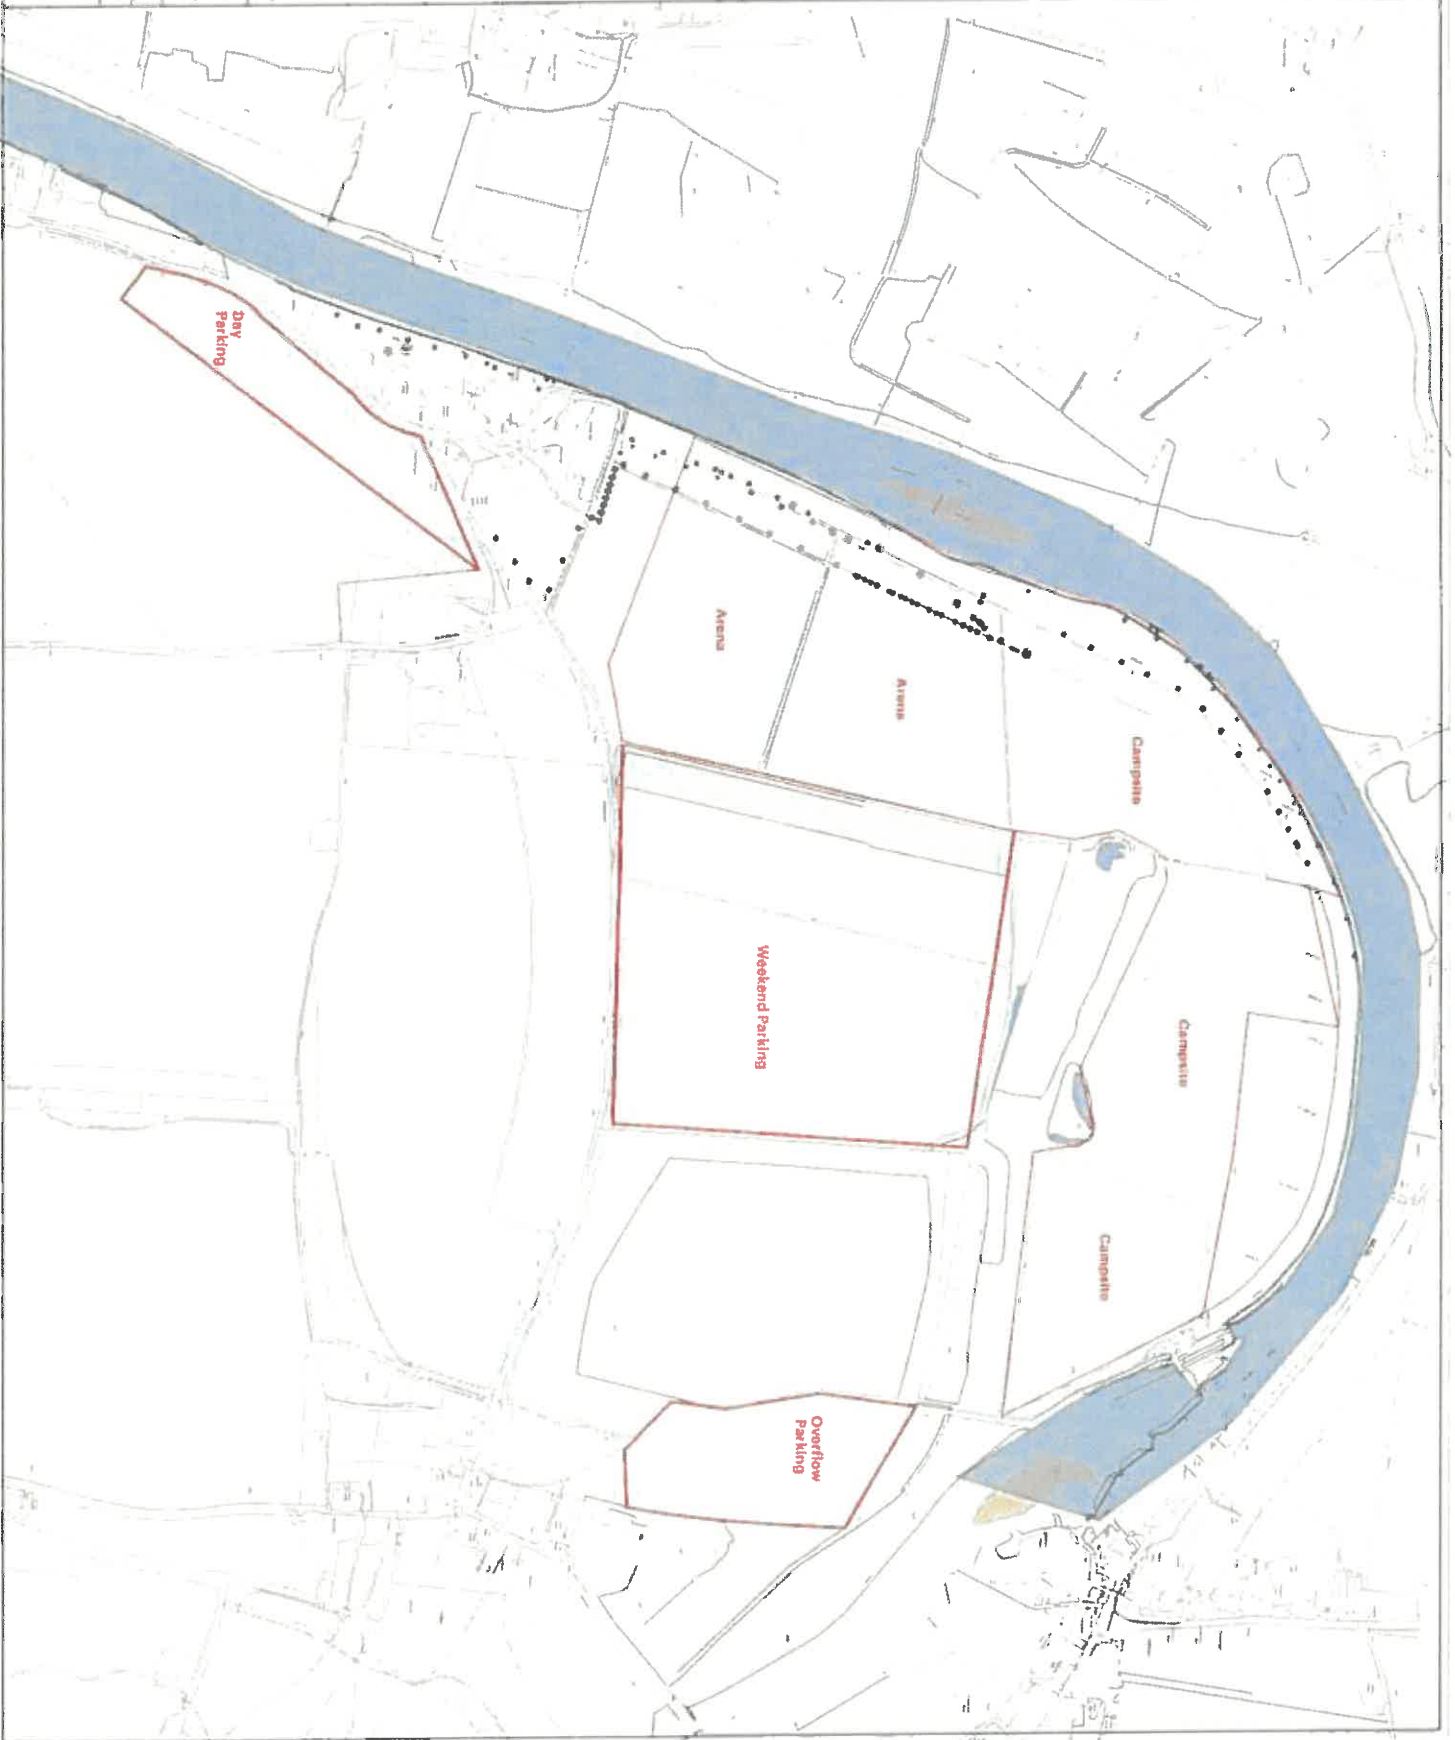 Day
Parking
Arena
Arena
Campsite
Weekend Parking
Campsite
Campsite
Overflow
Parking